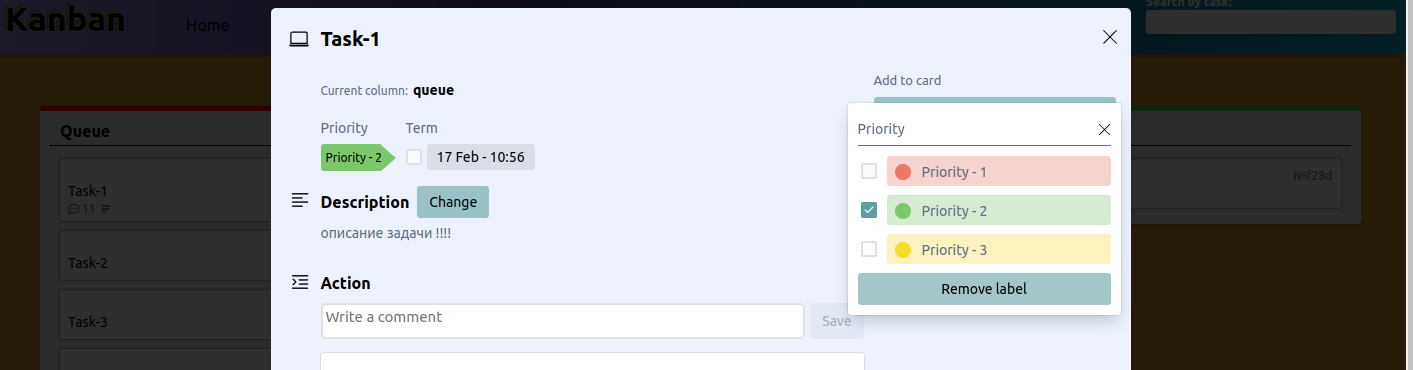 Kanban
Home
Search by task:
Queue
Task-1
11
Task-2
Task-3
Nºf28d
Task-1
Current column: queue
Priority
Term
Priority - 2
17 Feb - 10:56
Description
Change
описание задачи !!!!
Action
Write a comment
Save
Add to card
Priority
Priority - 1
Priority - 2
Priority - 3
Remove label